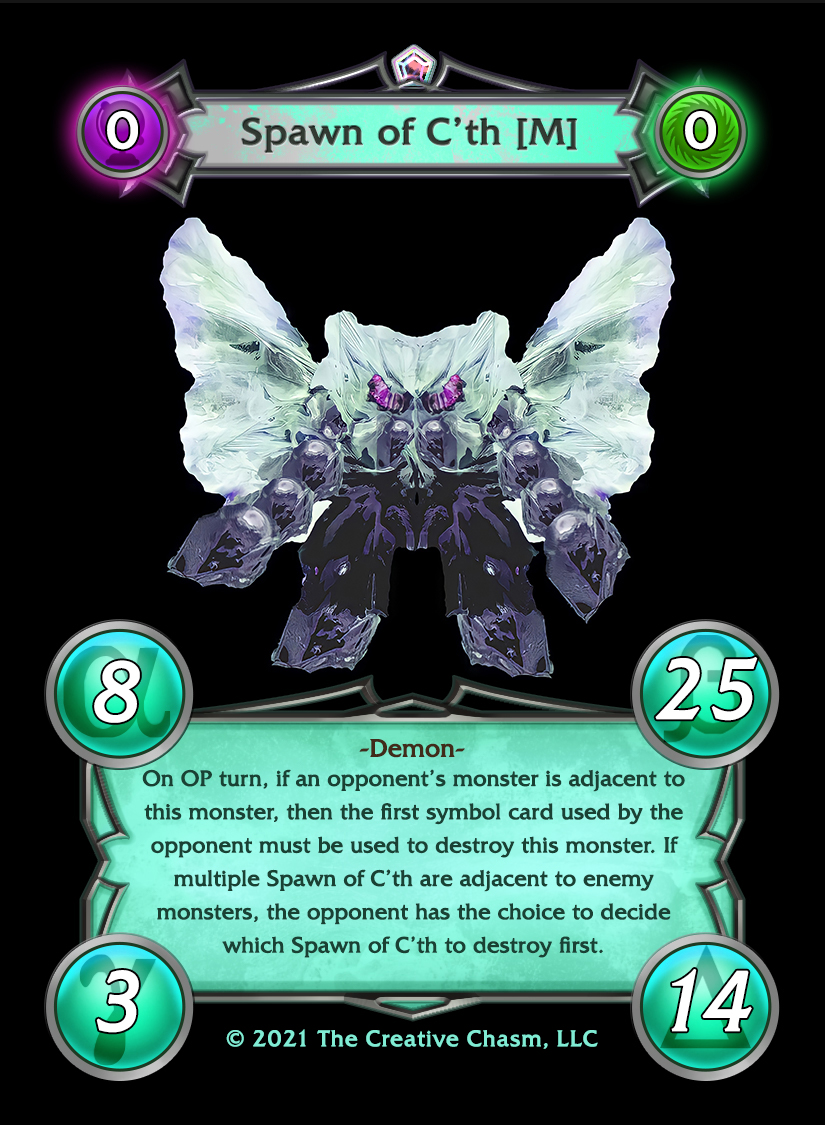 0 Spawn of C'th [M] 0
α 8
β 25
-Demon-
On OP turn, if an opponent's monster is adjacent to
this monster, then the first symbol card used by the
opponent must be used to destroy this monster. If
multiple Spawn of C'th are adjacent to enemy
monsters, the opponent has the choice to decide
which Spawn of C'th to destroy first.
γ 3
Δ 14
© 2021 The Creative Chasm, LLC